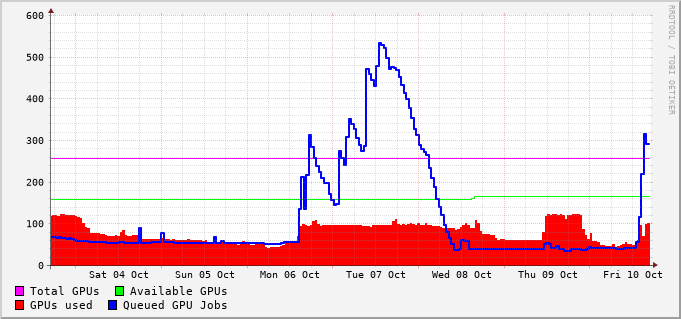 600
500
400
300
200
100
0
Sat 04 Oct Sun 05 Oct Mon 06 Oct Tue 07 Oct Wed 08 Oct Thu 09 Oct Fri 10 Oct
Total GPUs Available GPUs
GPUs used Queued GPU Jobs
RRDTOOL / TOBI OETIKER